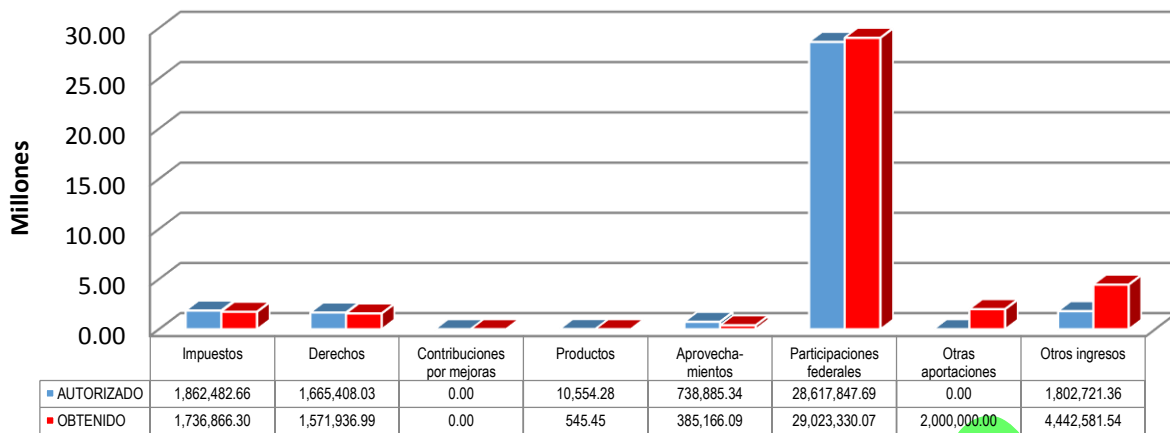 30.00
25.00
20.00
15.00
10.00
5.00
0.00
Millones
Impuestos Derechos Contribuciones por mejoras Productos Aprovecha-mientos Participaciones federales Otras aportaciones Otros ingresos
AUTORIZADO 1,862,482.66 1,665,408.03 0.00 10,554.28 738,885.34 28,617,847.69 0.00 1,802,721.36
OBTENIDO 1,736,866.30 1,571,936.99 0.00 545.45 385,166.09 29,023,330.07 2,000,000.00 4,442,581.54